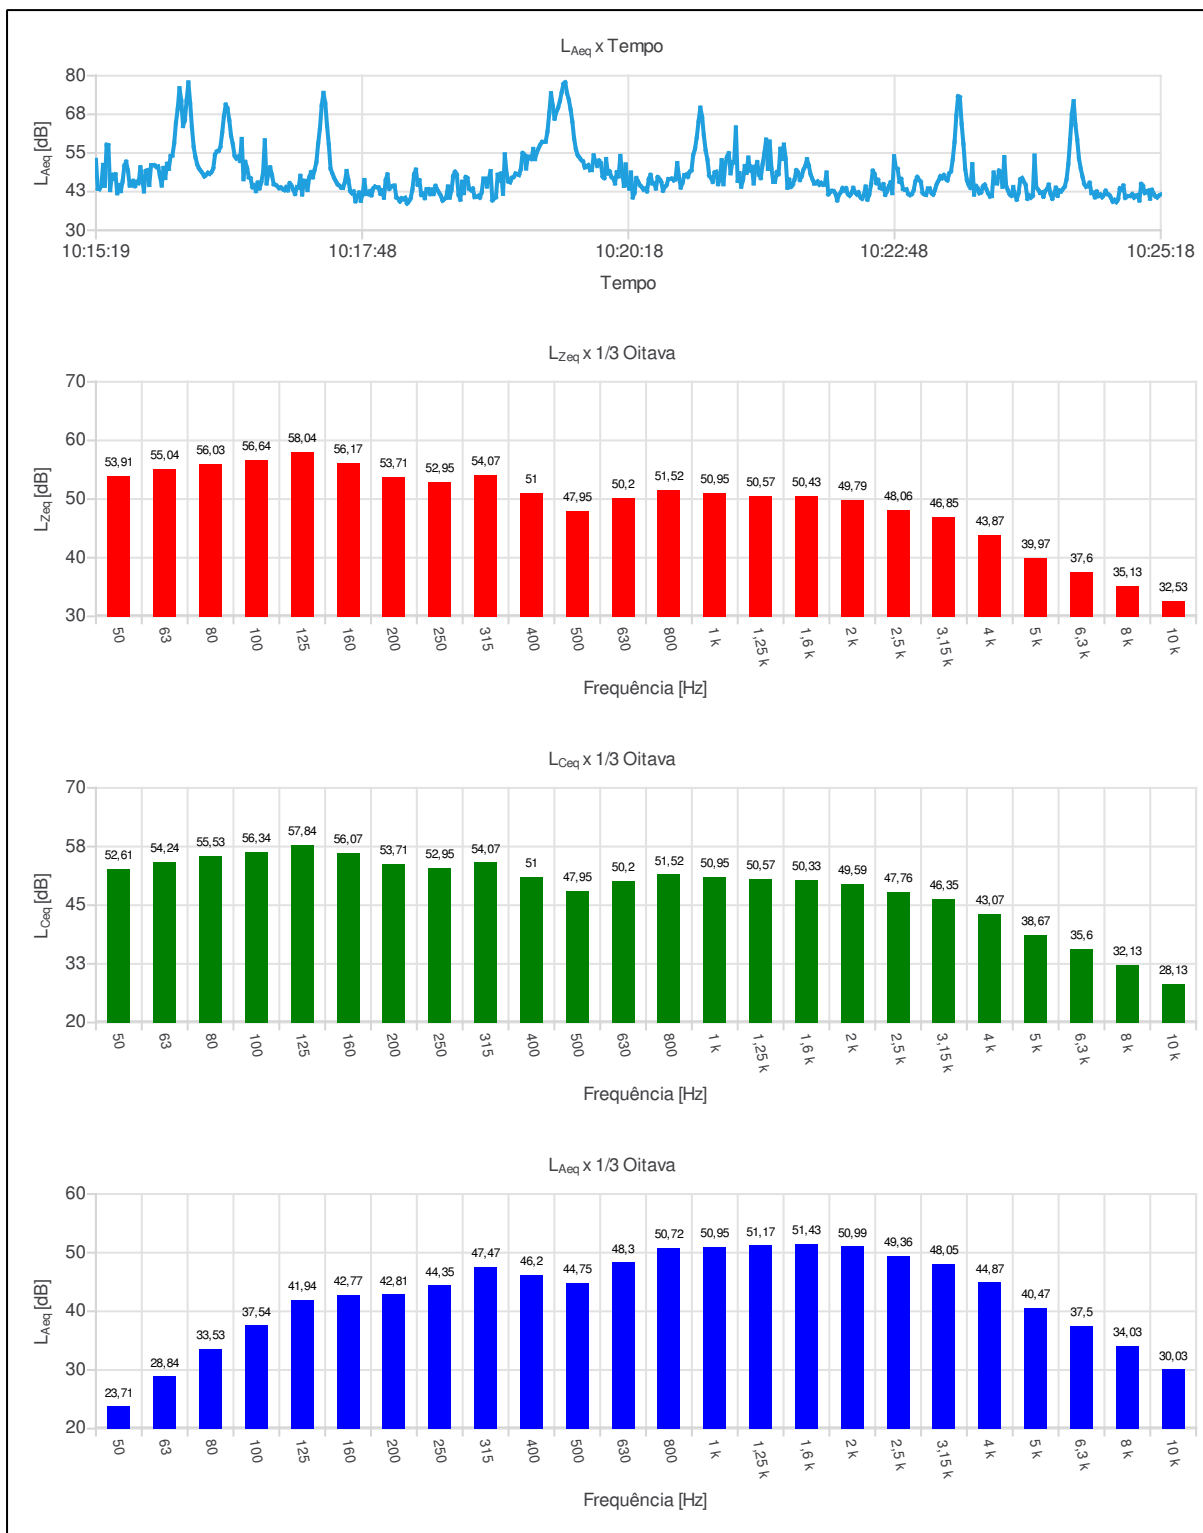 LAeq x Tempo
80
68
55
43
30
LAeq [dB]
10:15:19 10:17:48 10:20:18 10:22:48 10:25:18
Tempo
LZeq x 1/3 Oitava
70
60
50
40
30
LZeq [dB]
53,91 55,04 56,03 56,64 58,04 56,17 53,71 52,95 54,07 51 47,95 50,2 51,52 50,95 50,57 50,43 49,79 48,06 46,85 43,87 39,97 37,6 35,13 32,53
50 63 80 100 125 160 200 250 315 400 500 630 800 1 k 1,25 k 1,6 k 2 k 2,5 k 3,15 k 4 k 5 k 6,3 k 8 k 10 k
Frequência [Hz]
LCeq x 1/3 Oitava
70
58
45
33
20
LCeq [dB]
52,61 54,24 55,53 56,34 57,84 56,07 53,71 52,95 54,07 51 47,95 50,2 51,52 50,95 50,57 50,33 49,59 47,76 46,35 43,07 38,67 35,6 32,13 28,13
50 63 80 100 125 160 200 250 315 400 500 630 800 1 k 1,25 k 1,6 k 2 k 2,5 k 3,15 k 4 k 5 k 6,3 k 8 k 10 k
Frequência [Hz]
LAeq x 1/3 Oitava
60
50
40
30
20
LAeq [dB]
23,71 28,84 33,53 37,54 41,94 42,77 42,81 44,35 47,47 46,2 44,75 48,3 50,72 50,95 51,17 51,43 50,99 49,36 48,05 44,87 40,47 37,5 34,03 30,03
50 63 80 100 125 160 200 250 315 400 500 630 800 1 k 1,25 k 1,6 k 2 k 2,5 k 3,15 k 4 k 5 k 6,3 k 8 k 10 k
Frequência [Hz]